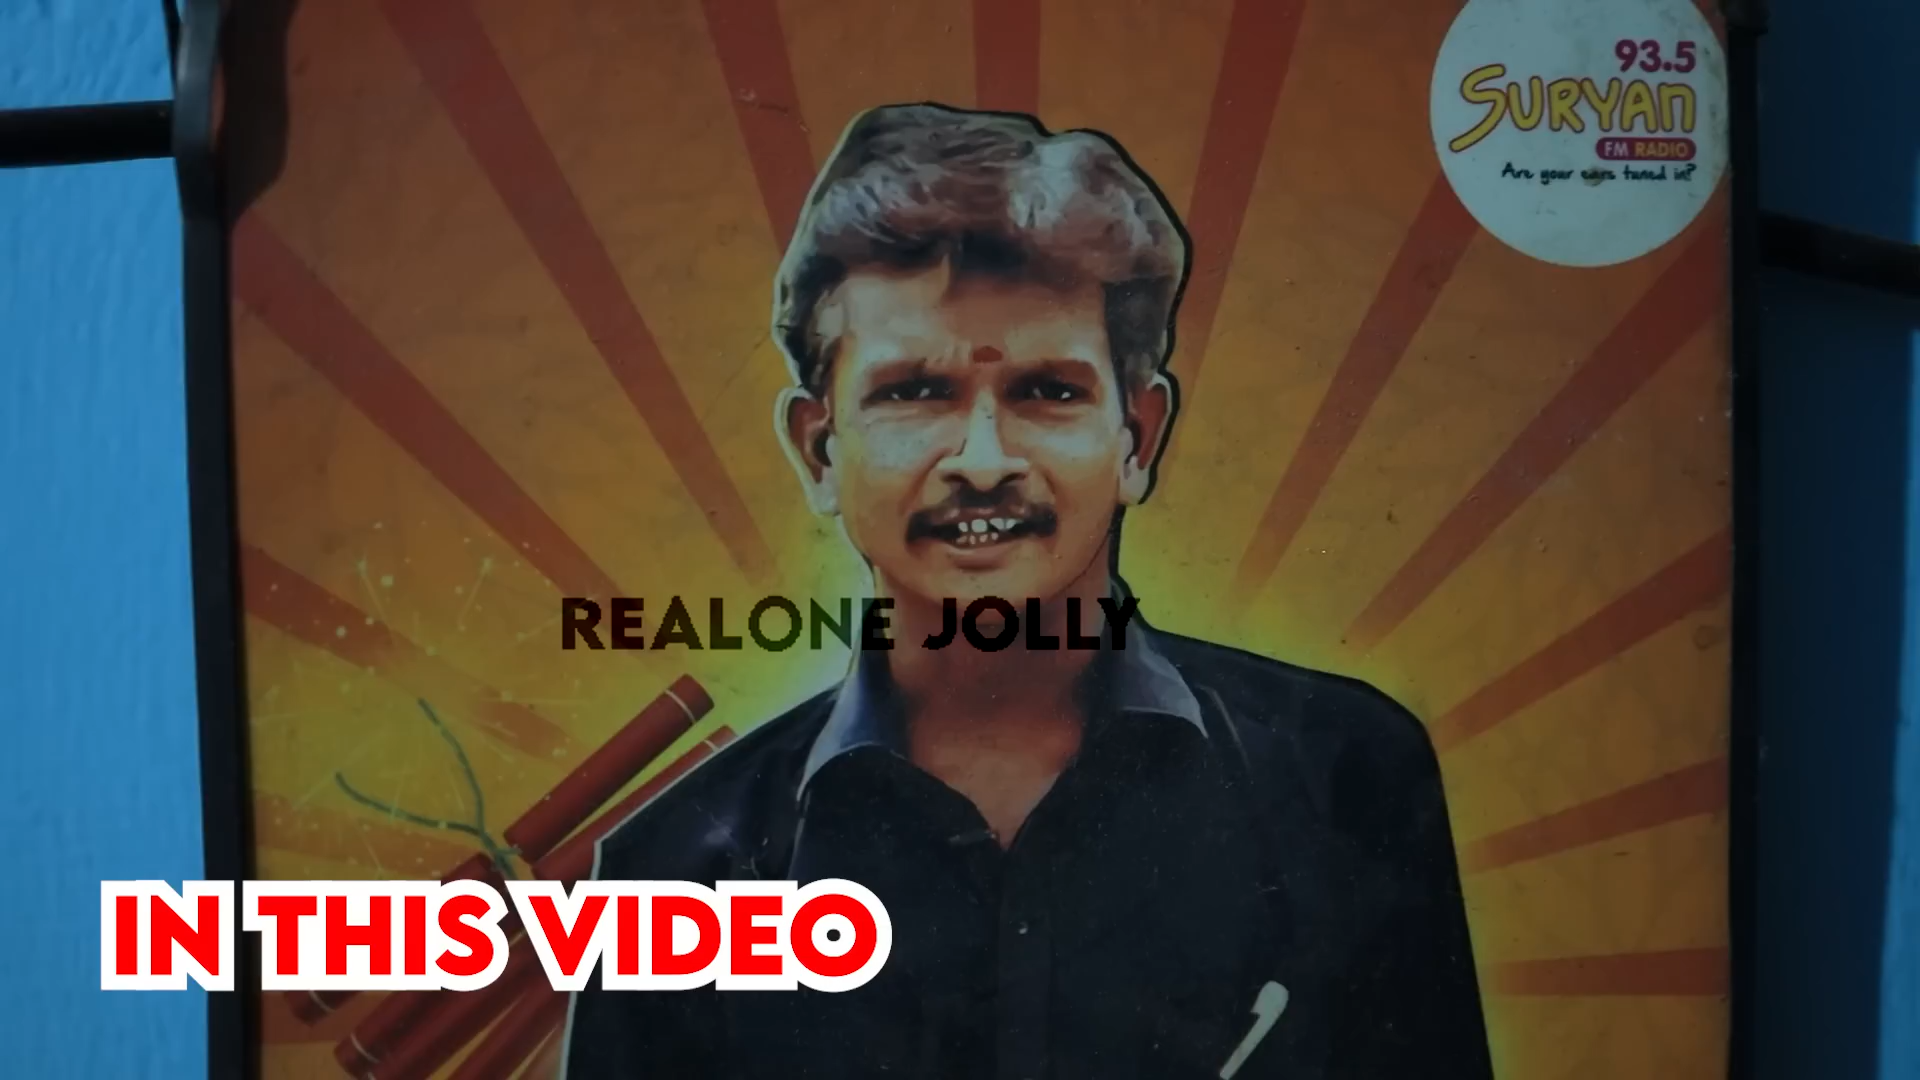 93.5
SURYAN
FM RADIO
Are your ears tuned in?
REALONE JOLLY
IN THIS VIDEO